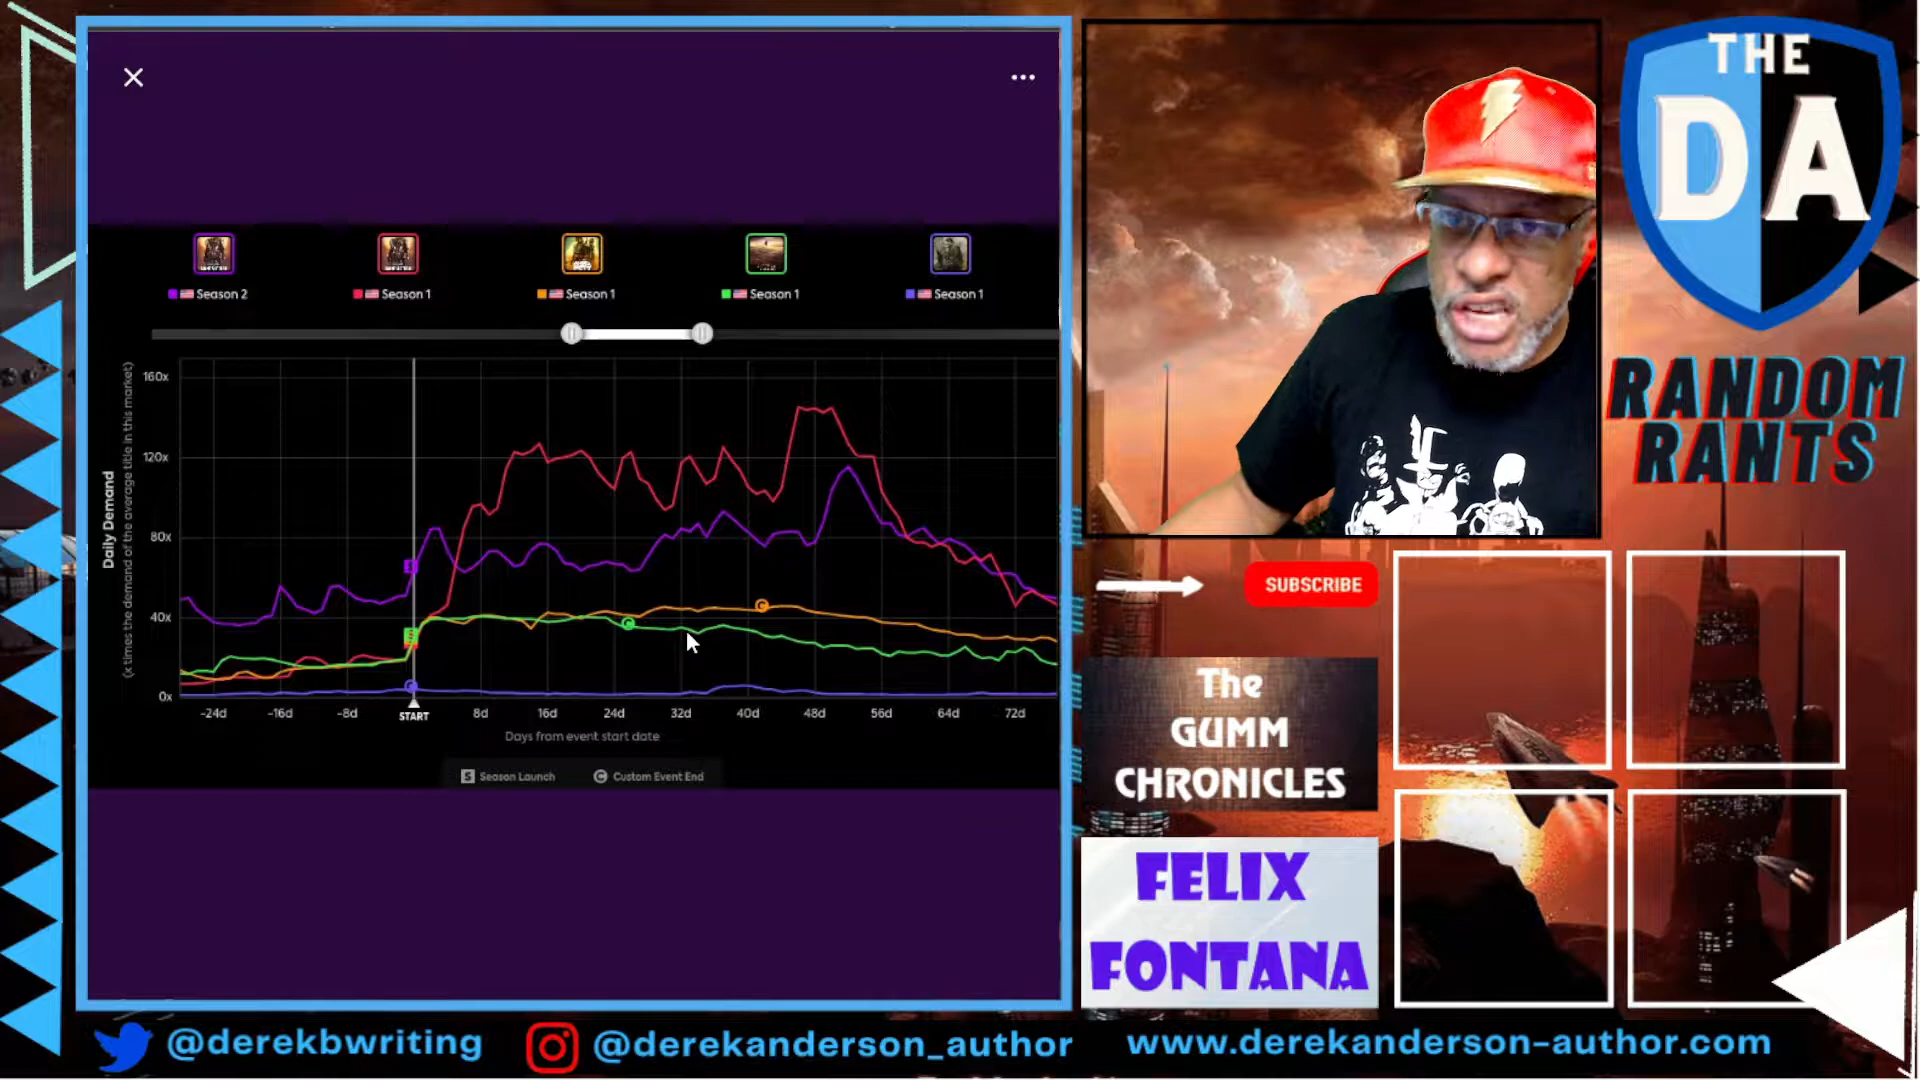 Season 2
Season 1
Season 1
Season 1
Season 1
Daily Demand
(x times the demand of the average title in this market)
160x
120x
80x
40x
0x
-24d
-16d
-8d
START
8d
16d
24d
32d
40d
48d
56d
64d
72d
Days from event start date
S Season Launch
C Custom Event End
THE
DA
RANDOM
RANTS
SUBSCRIBE
The
GUMM
CHRONICLES
FELIX
FONTANA
@derekbwriting
@derekanderson_author
www.derekanderson-author.com